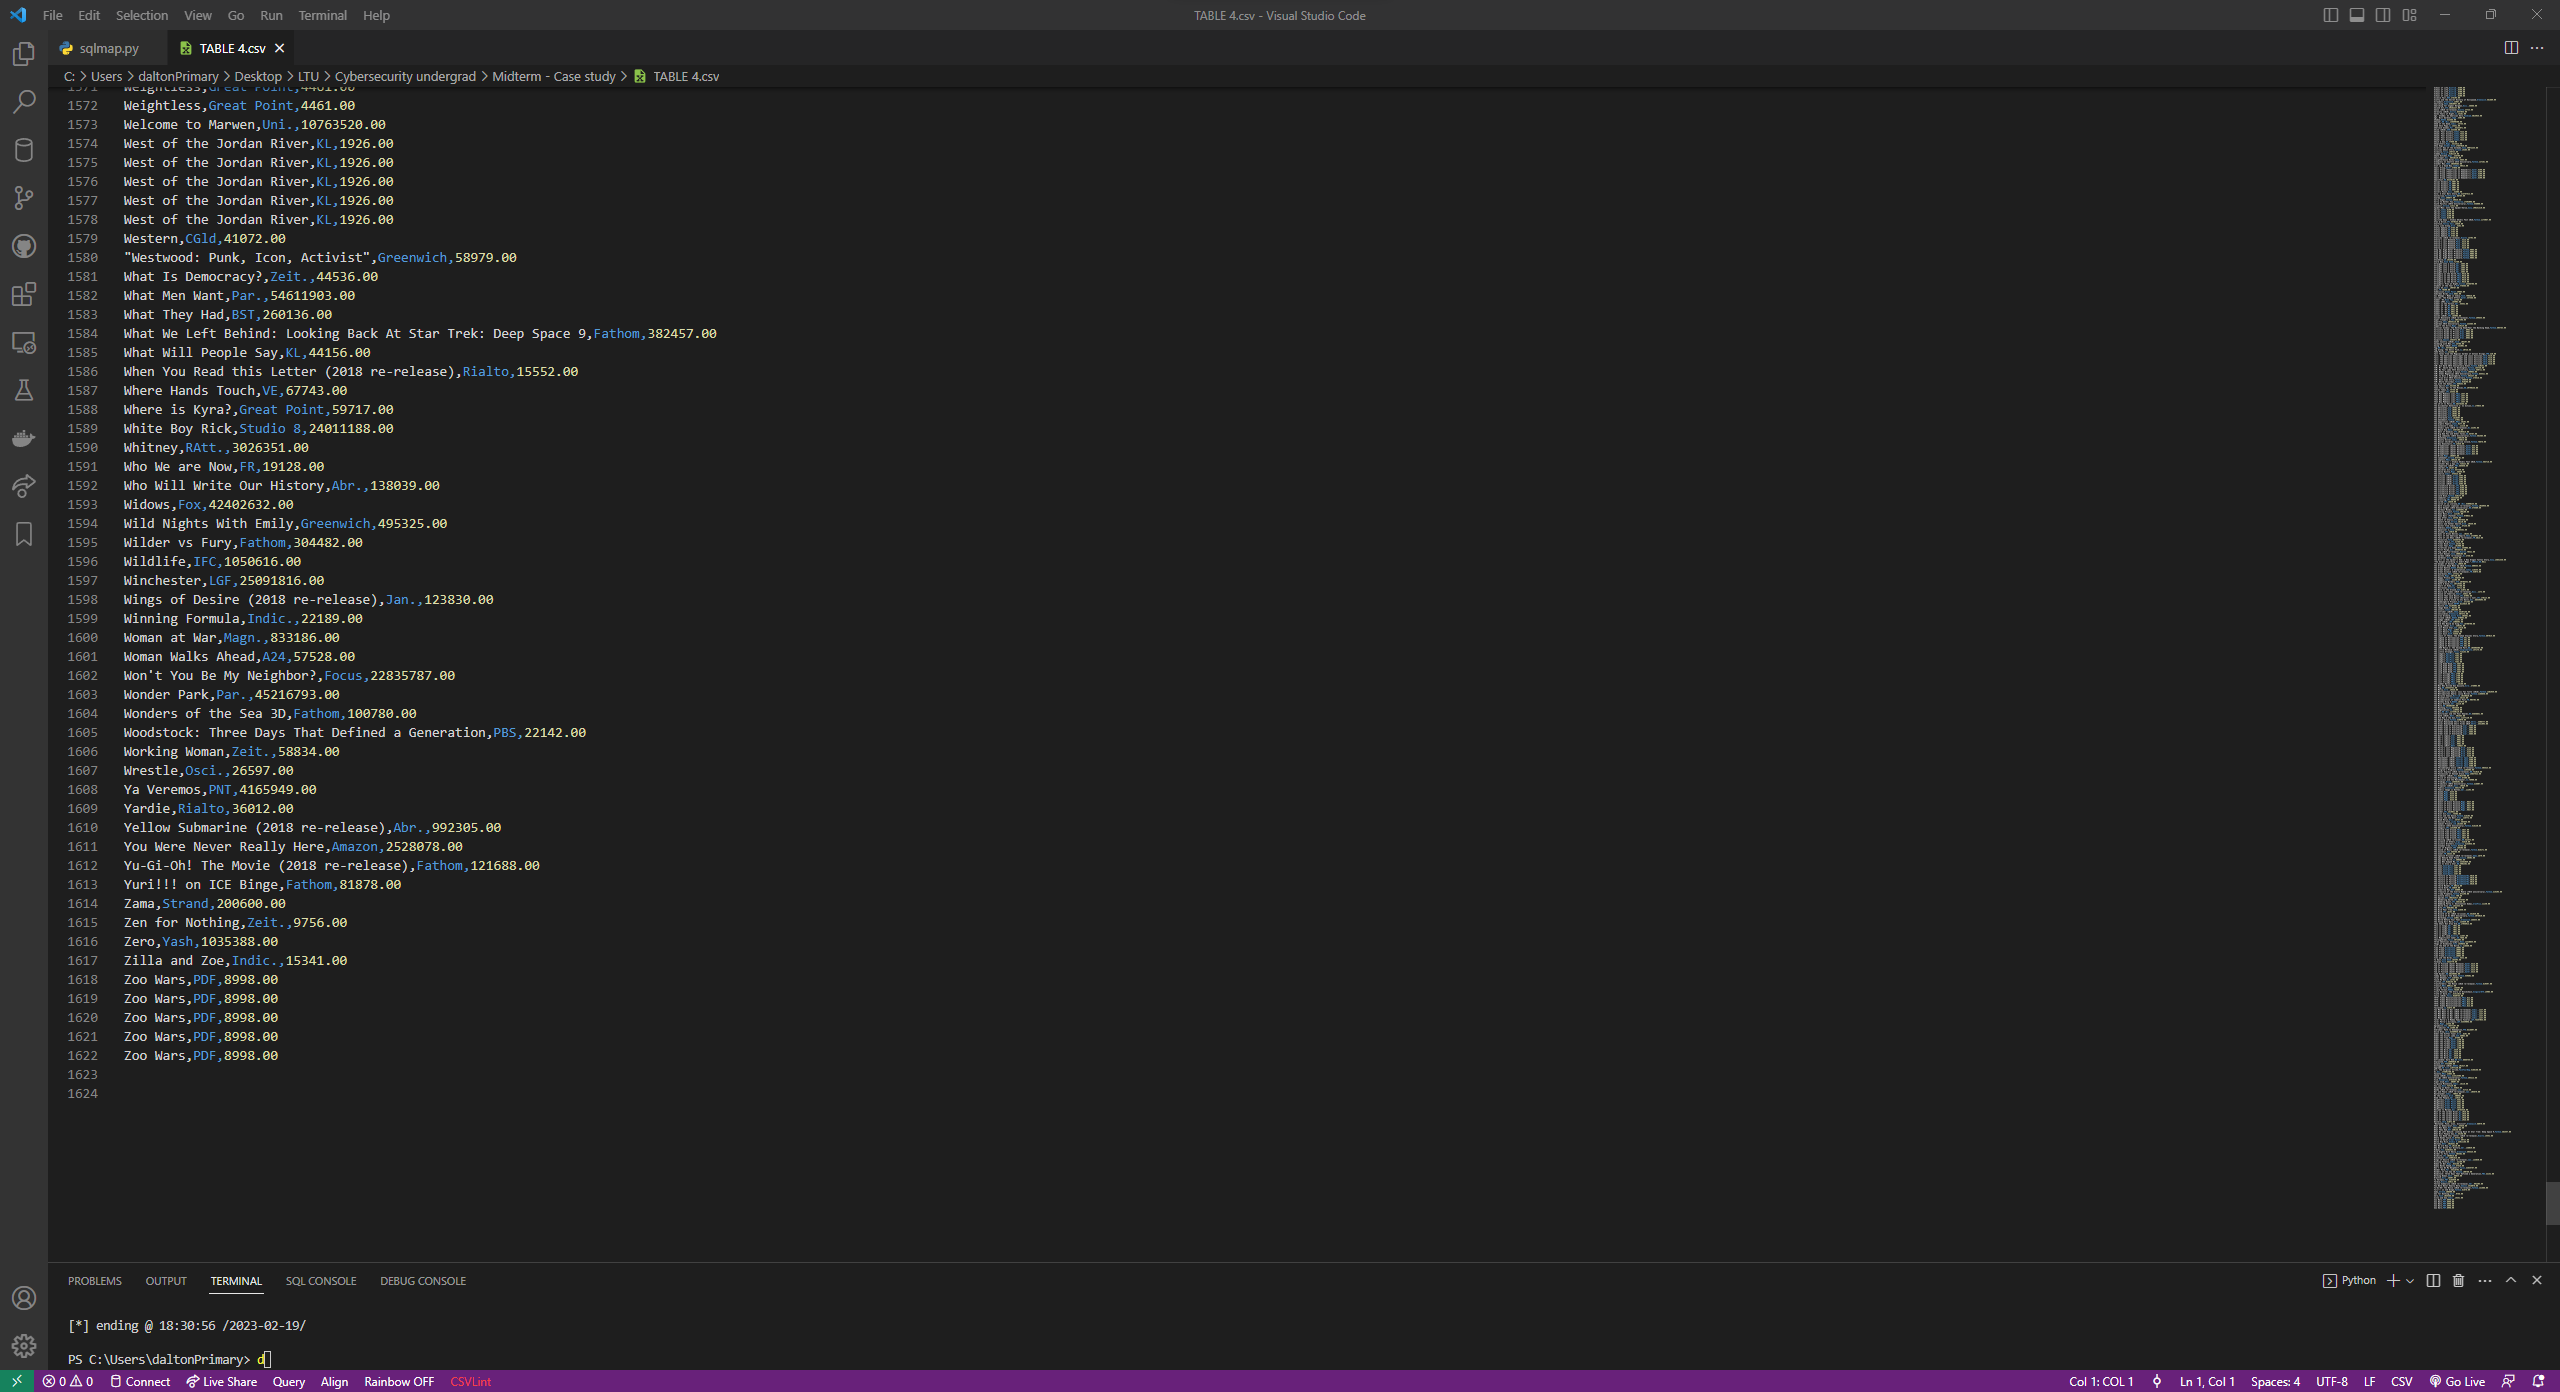 File Edit Selection View Go Run Terminal Help TABLE 4.csv - Visual Studio Code
sqlmap.py TABLE 4.csv
C: > Users > daltonPrimary > Desktop > LTU > Cybersecurity undergrad > Midterm - Case study > TABLE 4.csv
1571 Weightless,Great Point,4461.00
1572 Weightless,Great Point,4461.00
1573 Welcome to Marwen,Uni.,10763520.00
1574 West of the Jordan River,KL,1926.00
1575 West of the Jordan River,KL,1926.00
1576 West of the Jordan River,KL,1926.00
1577 West of the Jordan River,KL,1926.00
1578 West of the Jordan River,KL,1926.00
1579 Western,CGld,41072.00
1580 "Westwood: Punk, Icon, Activist",Greenwich,58979.00
1581 What Is Democracy?,Zeit.,44536.00
1582 What Men Want,Par.,54611903.00
1583 What They Had,BST,260136.00
1584 What We Left Behind: Looking Back At Star Trek: Deep Space 9,Fathom,382457.00
1585 What Will People Say,KL,44156.00
1586 When You Read this Letter (2018 re-release),Rialto,15552.00
1587 Where Hands Touch,VE,67743.00
1588 Where is Kyra?,Great Point,59717.00
1589 White Boy Rick,Studio 8,24011188.00
1590 Whitney,RAtt.,3026351.00
1591 Who We are Now,FR,19128.00
1592 Who Will Write Our History,Abr.,138039.00
1593 Widows,Fox,42402632.00
1594 Wild Nights With Emily,Greenwich,495325.00
1595 Wilder vs Fury,Fathom,304482.00
1596 Wildlife,IFC,1050616.00
1597 Winchester,LGF,25091816.00
1598 Wings of Desire (2018 re-release),Jan.,123830.00
1599 Winning Formula,Indic.,22189.00
1600 Woman at War,Magn.,833186.00
1601 Woman Walks Ahead,A24,57528.00
1602 Won't You Be My Neighbor?,Focus,22835787.00
1603 Wonder Park,Par.,45216793.00
1604 Wonders of the Sea 3D,Fathom,100780.00
1605 Woodstock: Three Days That Defined a Generation,PBS,22142.00
1606 Working Woman,Zeit.,58834.00
1607 Wrestle,Osci.,26597.00
1608 Ya Veremos,PNT,4165949.00
1609 Yardie,Rialto,36012.00
1610 Yellow Submarine (2018 re-release),Abr.,992305.00
1611 You Were Never Really Here,Amazon,2528078.00
1612 Yu-Gi-Oh! The Movie (2018 re-release),Fathom,121688.00
1613 Yuri!!! on ICE Binge,Fathom,81878.00
1614 Zama,Strand,200600.00
1615 Zen for Nothing,Zeit.,9756.00
1616 Zero,Yash,1035388.00
1617 Zilla and Zoe,Indic.,15341.00
1618 Zoo Wars,PDF,8998.00
1619 Zoo Wars,PDF,8998.00
1620 Zoo Wars,PDF,8998.00
1621 Zoo Wars,PDF,8998.00
1622 Zoo Wars,PDF,8998.00
1623
1624
PROBLEMS OUTPUT TERMINAL SQL CONSOLE DEBUG CONSOLE Python
[*] ending @ 18:30:56 /2023-02-19/
PS C:\Users\daltonPrimary> d
0 0 Connect Live Share Query Align Rainbow OFF CSVLint Col 1: COL 1 Ln 1, Col 1 Spaces: 4 UTF-8 LF CSV Go Live